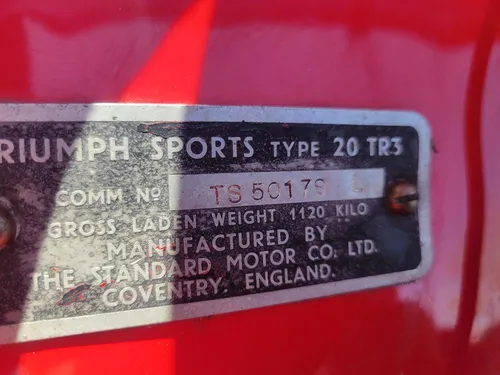 RIUMPH SPORTS TYPE 20 TR3
COMM NO TS 50179 L
GROSS LADEN WEIGHT 1120 KILO
MANUFACTURED BY
THE STANDARD MOTOR CO. LTD.
COVENTRY, ENGLAND.